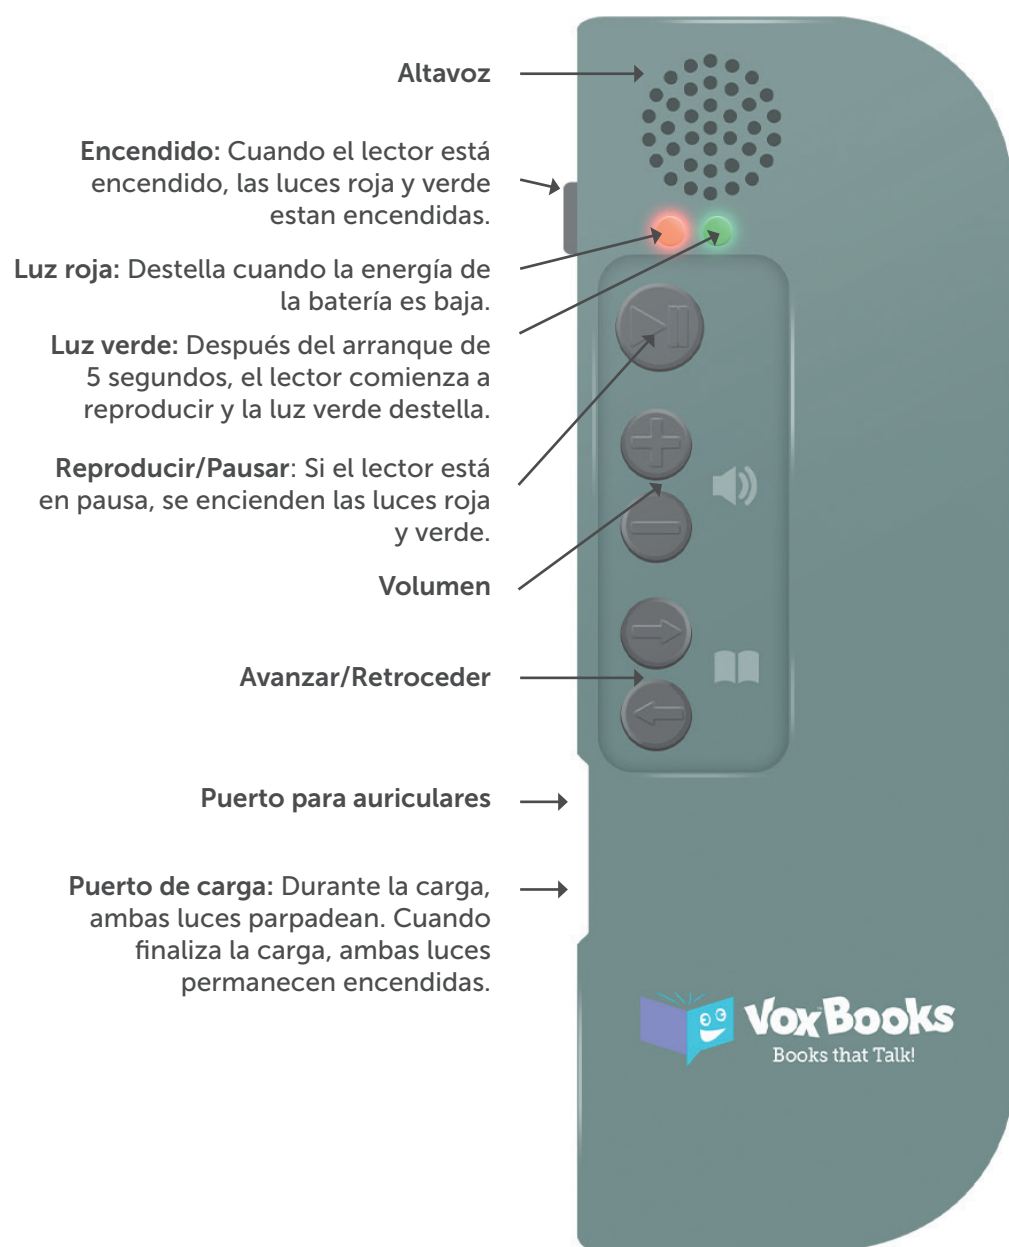 Altavoz
Encendido: Cuando el lector está
encendido, las luces roja y verde
estan encendidas.
Luz roja: Destella cuando la energía de
la batería es baja.
Luz verde: Después del arranque de
5 segundos, el lector comienza a
reproducir y la luz verde destella.
Reproducir/Pausar: Si el lector está
en pausa, se encienden las luces roja
y verde.
Volumen
Avanzar/Retroceder
Puerto para auriculares
Puerto de carga: Durante la carga,
ambas luces parpadean. Cuando
finaliza la carga, ambas luces
permanecen encendidas.
VoxBooks
Books that Talk!